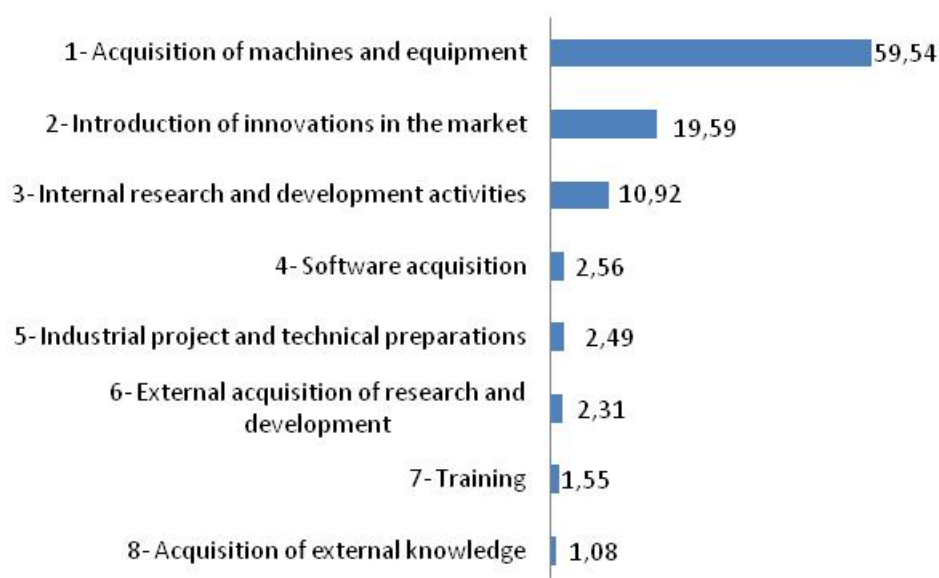 1- Acquisition of machines and equipment 59,54
2- Introduction of innovations in the market 19,59
3- Internal research and development activities 10,92
4- Software acquisition 2,56
5- Industrial project and technical preparations 2,49
6- External acquisition of research and
development 2,31
7- Training 1,55
8- Acquisition of external knowledge 1,08